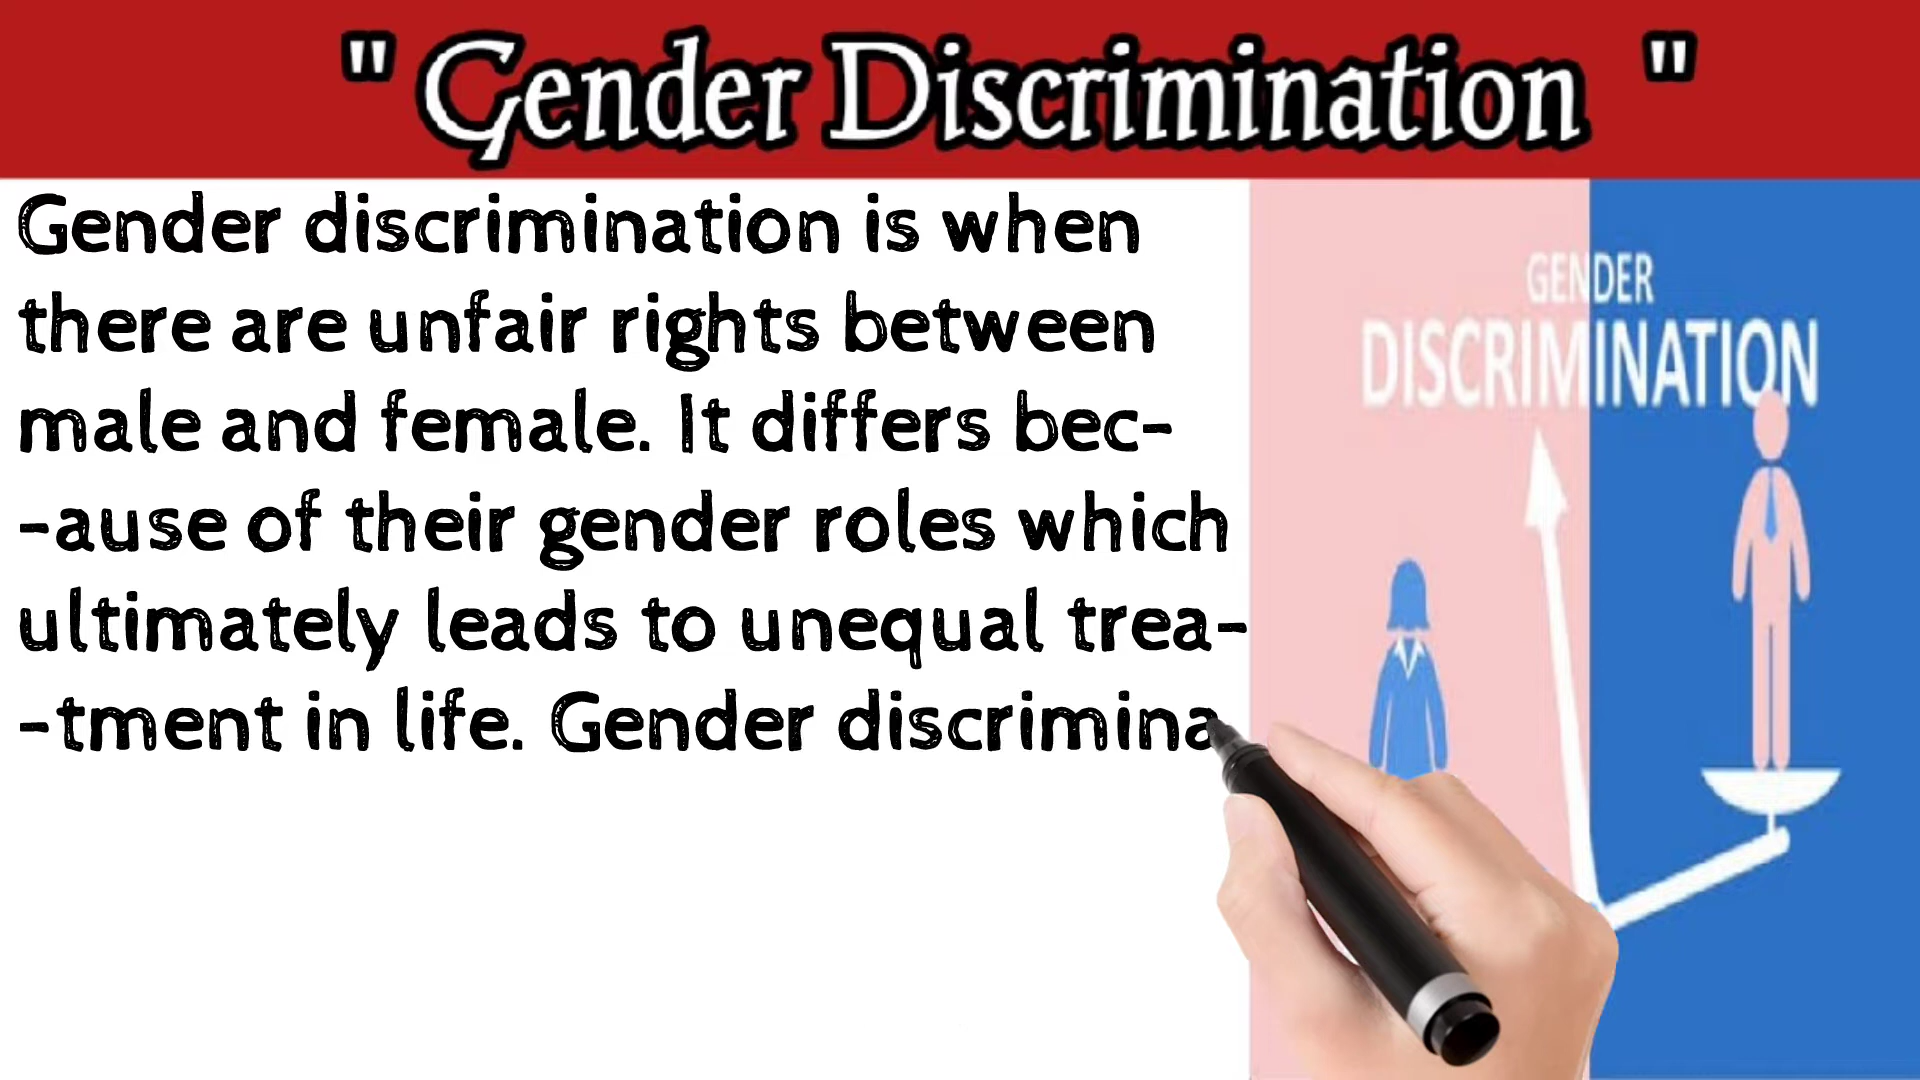 " Gender Discrimination "
Gender discrimination is when
there are unfair rights between
male and female. It differs bec-
-ause of their gender roles which
ultimately leads to unequal trea-
-tment in life. Gender discrimina
GENDER
DISCRIMINATION